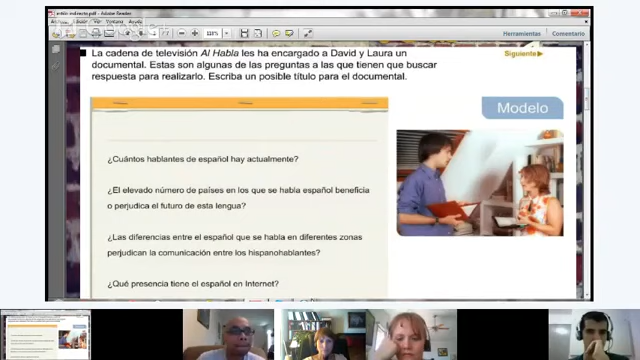 Herramientas
Comentario
La cadena de televisión Al Habla les ha encargado a David y Laura un
documental. Estas son algunas de las preguntas a las que tienen que buscar
respuesta para realizarlo. Escriba un posible título para el documental.
Siguiente
Modelo
¿Cuántos hablantes de español hay actualmente?
¿El elevado número de países en los que se habla español beneficia
o perjudica el futuro de esta lengua?
¿Las diferencias entre el español que se habla en diferentes zonas
perjudican la comunicación entre los hispanohablantes?
¿Qué presencia tiene el español en Internet?